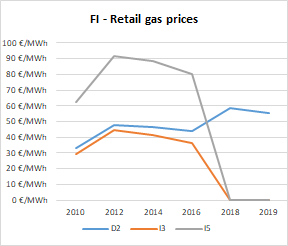 FI - Retail gas prices
100 €/MWh
90 €/MWh
80 €/MWh
70 €/MWh
60 €/MWh
50 €/MWh
40 €/MWh
30 €/MWh
20 €/MWh
10 €/MWh
0 €/MWh
2010 2012 2014 2016 2018 2019
D2 I3 I5